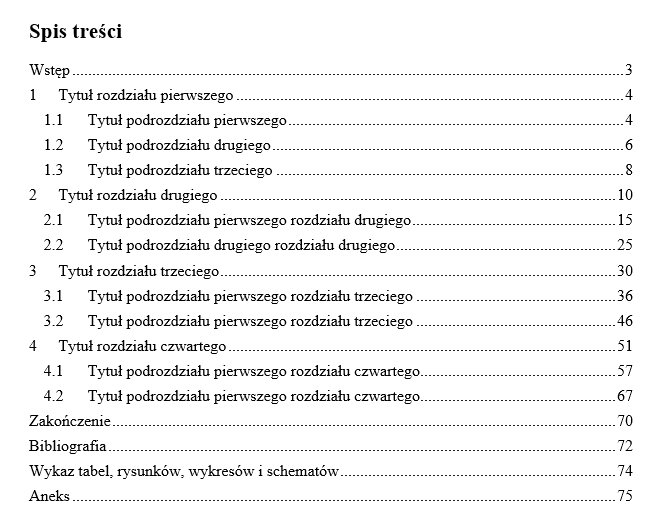 Spis treści
Wstęp 3
1 Tytuł rozdziału pierwszego 4
1.1 Tytuł podrozdziału pierwszego 4
1.2 Tytuł podrozdziału drugiego 6
1.3 Tytuł podrozdziału trzeciego 8
2 Tytuł rozdziału drugiego 10
2.1 Tytuł podrozdziału pierwszego rozdziału drugiego 15
2.2 Tytuł podrozdziału drugiego rozdziału drugiego 25
3 Tytuł rozdziału trzeciego 30
3.1 Tytuł podrozdziału pierwszego rozdziału trzeciego 36
3.2 Tytuł podrozdziału pierwszego rozdziału trzeciego 46
4 Tytuł rozdziału czwartego 51
4.1 Tytuł podrozdziału pierwszego rozdziału czwartego 57
4.2 Tytuł podrozdziału pierwszego rozdziału czwartego 67
Zakończenie 70
Bibliografia 72
Wykaz tabel, rysunków, wykresów i schematów 74
Aneks 75